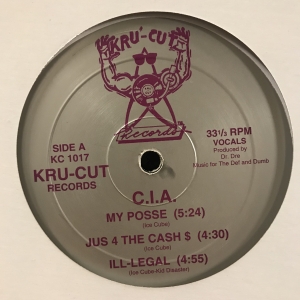 KRU-CUT
Records
SIDE A
KC 1017
KRU-CUT
RECORDS
33⅓ RPM
VOCALS
Produced by
Dr. Dre
Music for The Def and Dumb
C.I.A.
MY POSSE (5:24)
(Ice Cube)
JUS 4 THE CASH $ (4:30)
(Ice Cube)
ILL-LEGAL (4:55)
(Ice Cube-Kid Disaster)